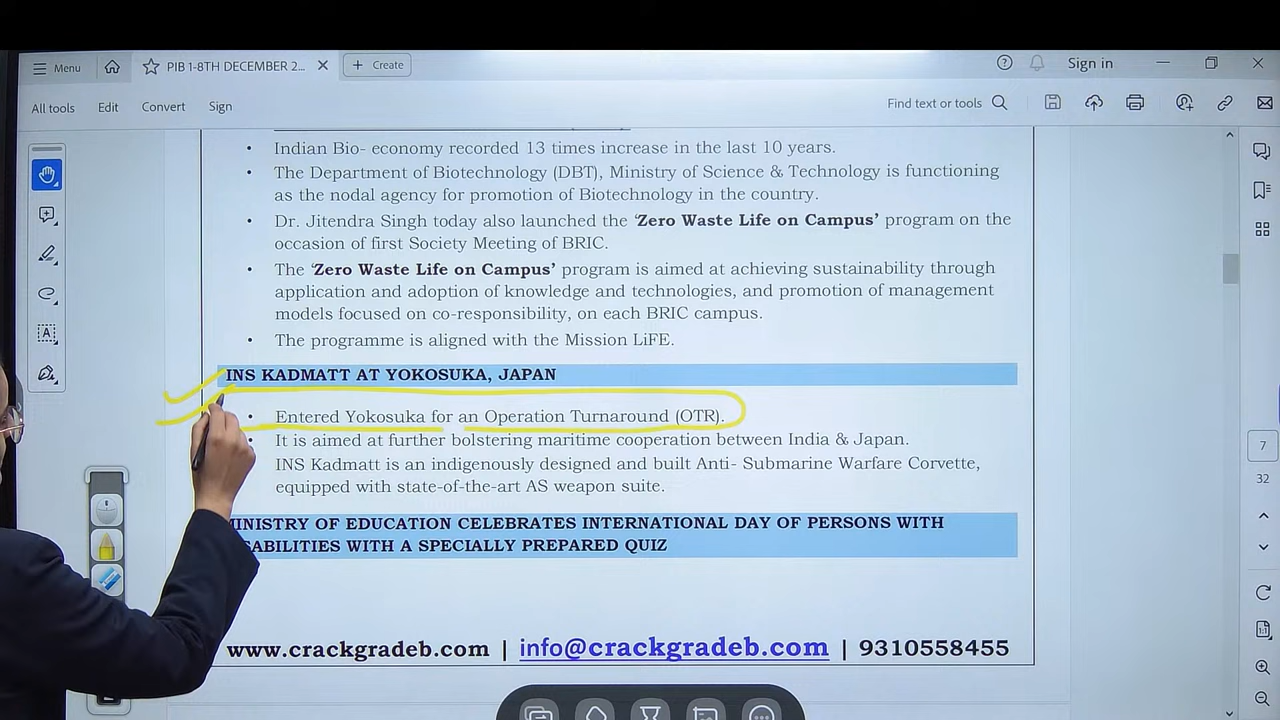 Menu
PIB 1-8TH DECEMBER 2...
Create
Sign in
All tools
Edit
Convert
Sign
Find text or tools
• Indian Bio- economy recorded 13 times increase in the last 10 years.
• The Department of Biotechnology (DBT), Ministry of Science & Technology is functioning
as the nodal agency for promotion of Biotechnology in the country.
• Dr. Jitendra Singh today also launched the ‘Zero Waste Life on Campus’ program on the
occasion of first Society Meeting of BRIC.
• The ‘Zero Waste Life on Campus’ program is aimed at achieving sustainability through
application and adoption of knowledge and technologies, and promotion of management
models focused on co-responsibility, on each BRIC campus.
• The programme is aligned with the Mission LiFE.
INS KADMATT AT YOKOSUKA, JAPAN
• Entered Yokosuka for an Operation Turnaround (OTR).
• It is aimed at further bolstering maritime cooperation between India & Japan.
INS Kadmatt is an indigenously designed and built Anti- Submarine Warfare Corvette,
equipped with state-of-the-art AS weapon suite.
MINISTRY OF EDUCATION CELEBRATES INTERNATIONAL DAY OF PERSONS WITH
WITH A SPECIALLY PREPARED QUIZ
www.crackgradeb.com | info@crackgradeb.com | 9310558455
7
32